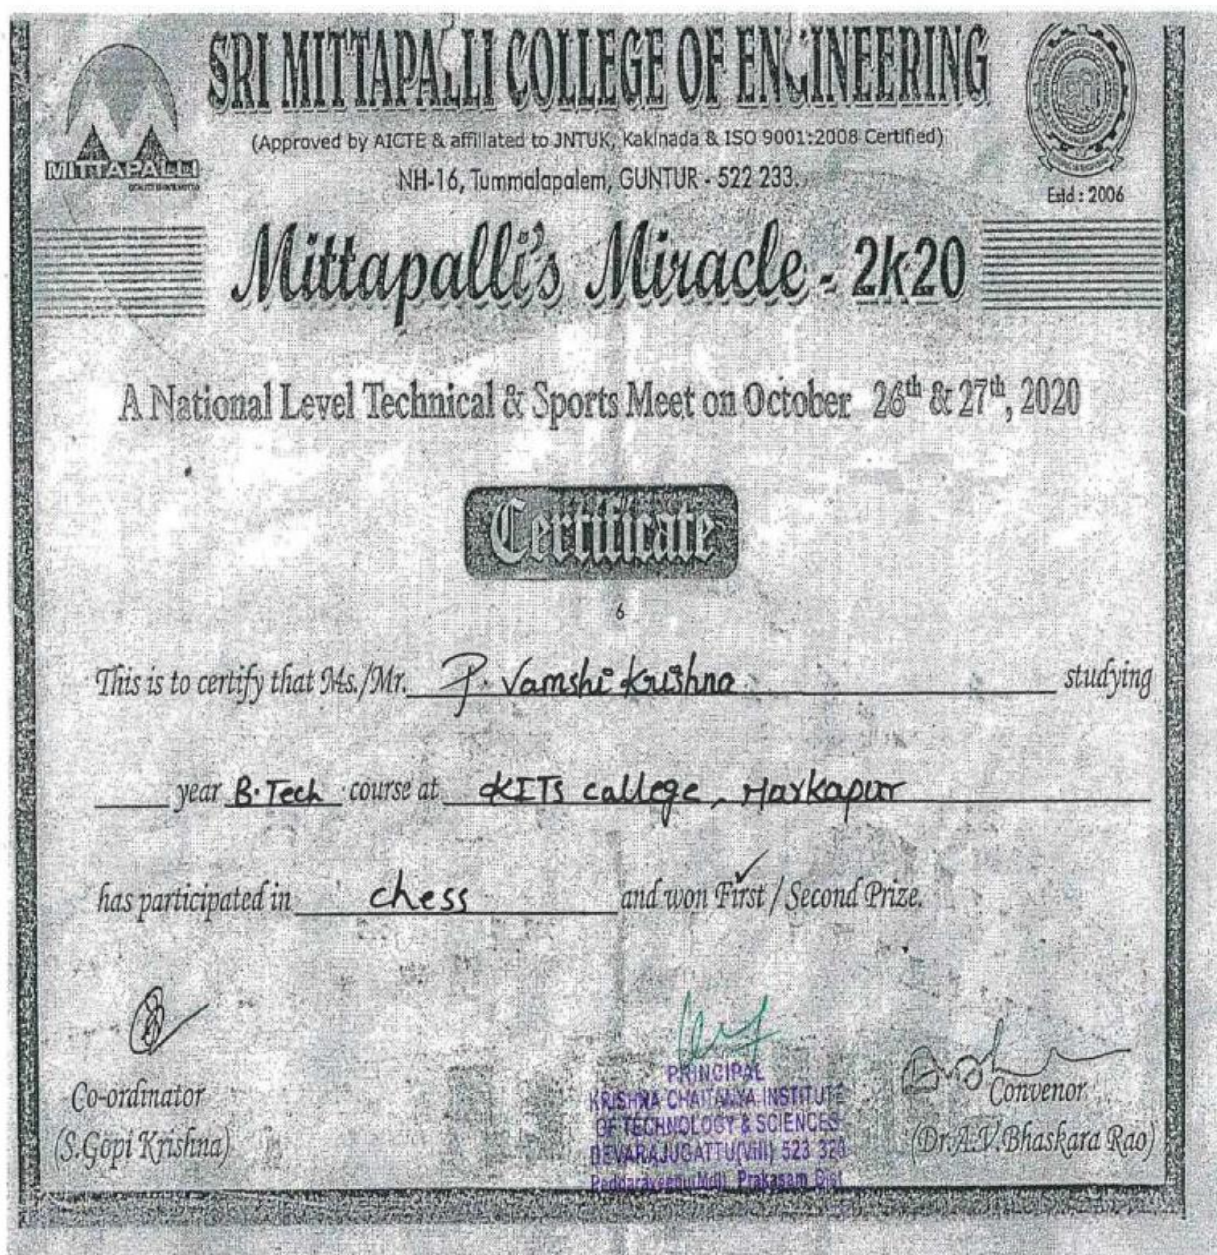 SRI MITTAPALLI COLLEGE OF ENGINEERING
(Approved by AICTE & affiliated to JNTUK, Kakinada & ISO 9001:2008 Certified)
NH-16, Tummalapalem, GUNTUR - 522 233.
MITTAPALLI
Estd : 2006
Mittapalli's Miracle - 2k20
A National Level Technical & Sports Meet on October 26th & 27th, 2020
Certificate
6
This is to certify that Ms./Mr. P. Vamshi Krishna studying
year B.Tech course at KITS college, Markapur
has participated in chess and won First / Second Prize.
Co-ordinator
(S.Gopi Krishna)
PRINCIPAL
KRISHNA CHAITANYA INSTITUTE
OF TECHNOLOGY & SCIENCES
DEVARAJUGATTU(Vill) 523 320
Prakasam Dist
Convenor
(Dr.A.V.Bhaskara Rao)